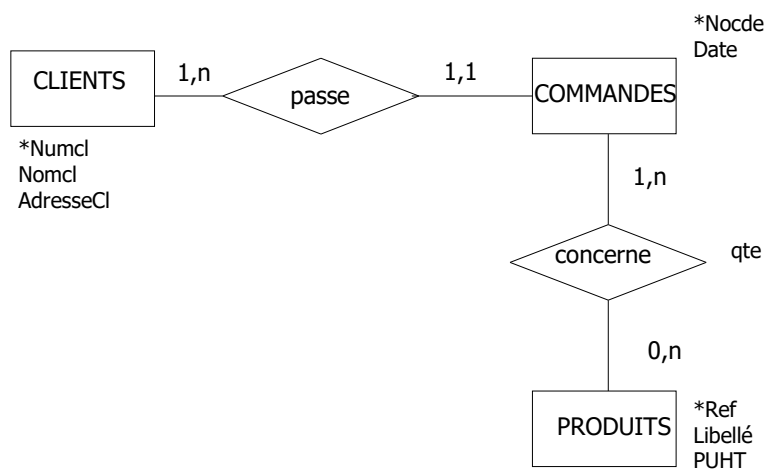 *Nocde
Date
CLIENTS
1,n
passe
1,1
COMMANDES
*Numcl
Nomcl
AdresseCl
1,n
concerne
qte
0,n
PRODUITS
*Ref
Libellé
PUHT